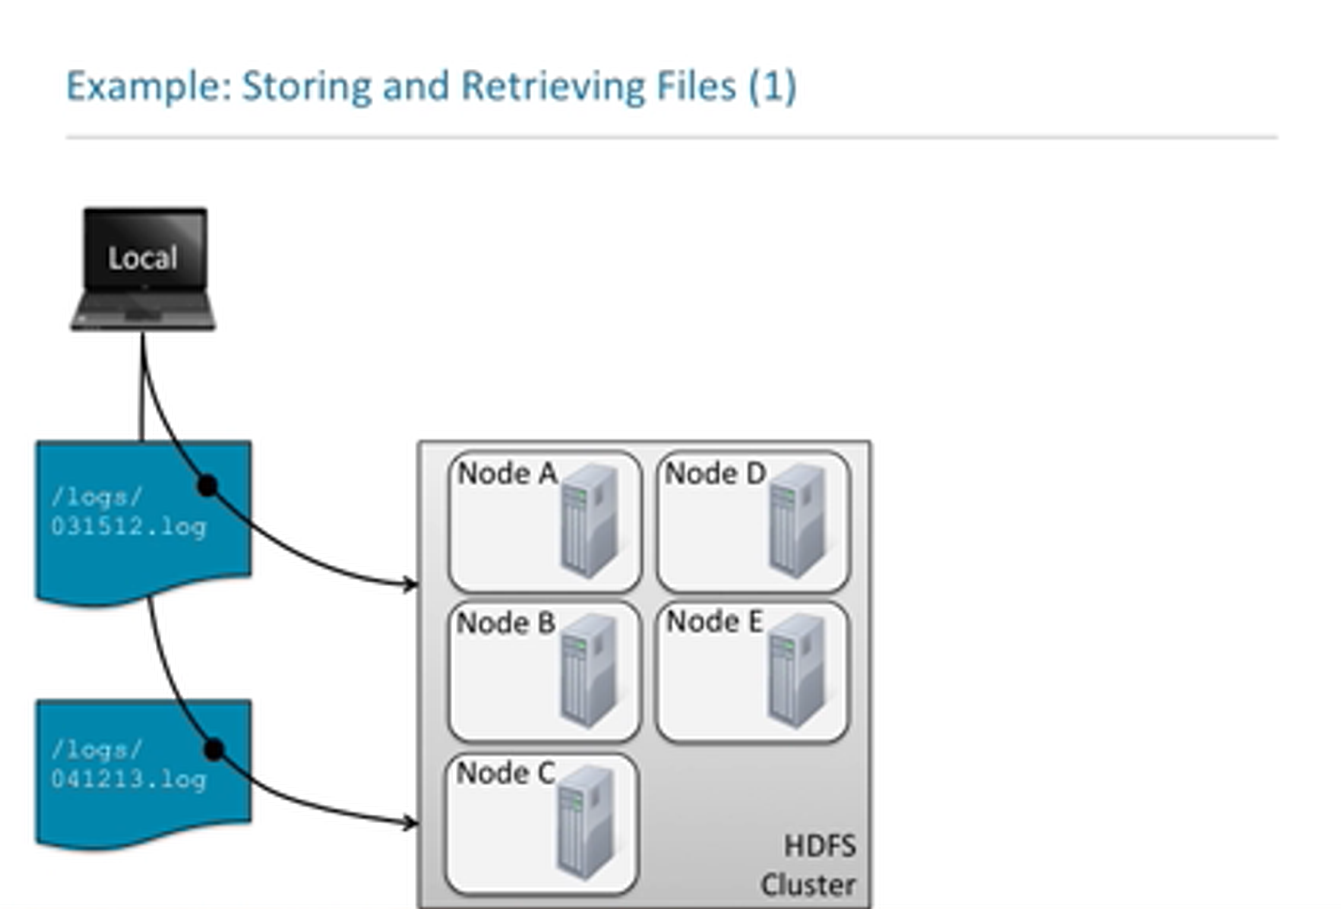 Example: Storing and Retrieving Files (1)
Local
/logs/
031512.log
/logs/
041213.log
Node A
Node D
Node B
Node E
Node C
HDFS
Cluster